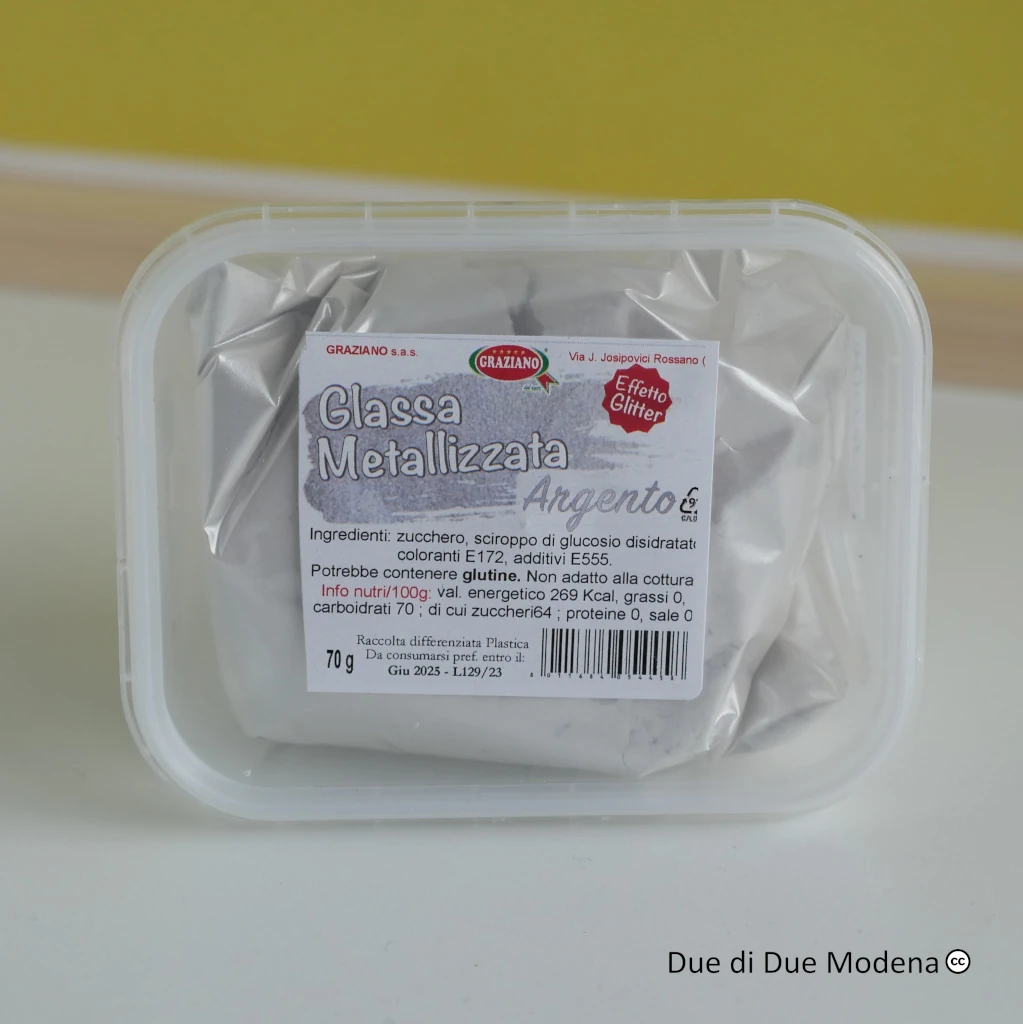 GRAZIANO s.a.s.
GRAZIANO
Via J. Josipovici Rossano (
Effetto
Glitter
Glassa
Metallizzata
Argento
Ingredienti: zucchero, sciroppo di glucosio disidratato
coloranti E172, additivi E555.
Potrebbe contenere glutine. Non adatto alla cottura
Info nutri/100g: val. energetico 269 Kcal, grassi 0,
carboidrati 70 ; di cui zuccheri64 ; proteine 0, sale 0
Raccolta differenziata Plastica
Da consumarsi pref. entro il:
70 g
Giu 2025 - L129/23
Due di Due Modena cc